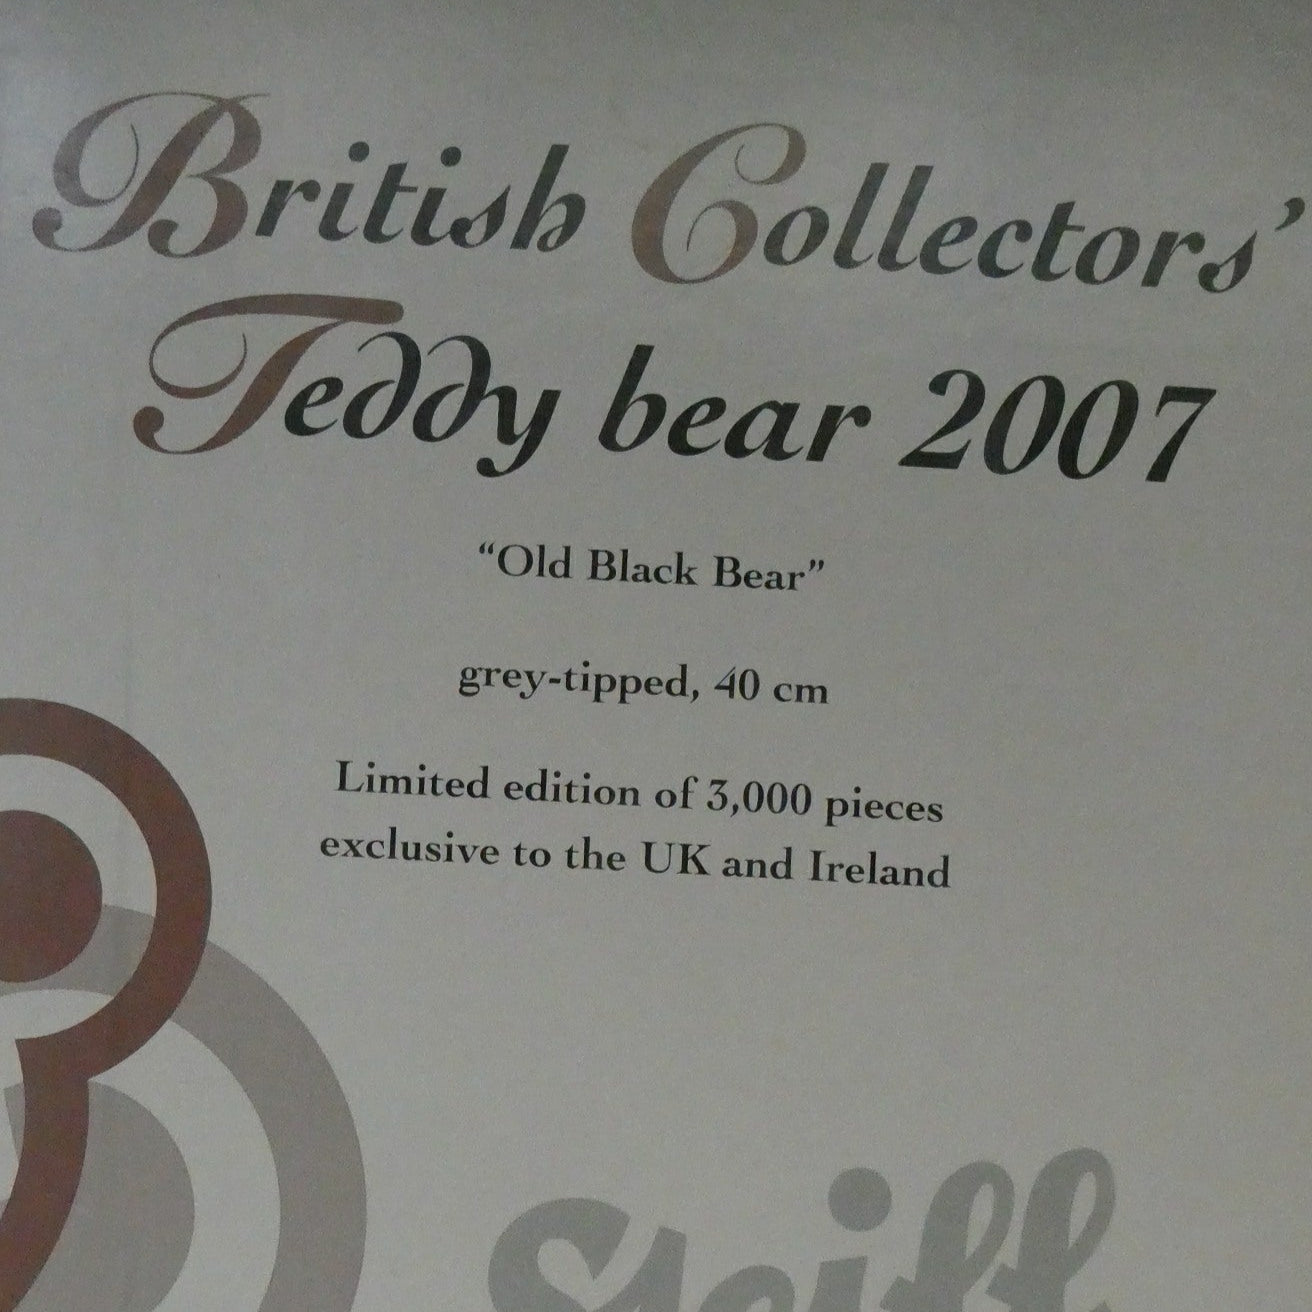 British Collectors’
Teddy bear 2007
“Old Black Bear”
grey-tipped, 40 cm
Limited edition of 3,000 pieces
exclusive to the UK and Ireland
Steiff